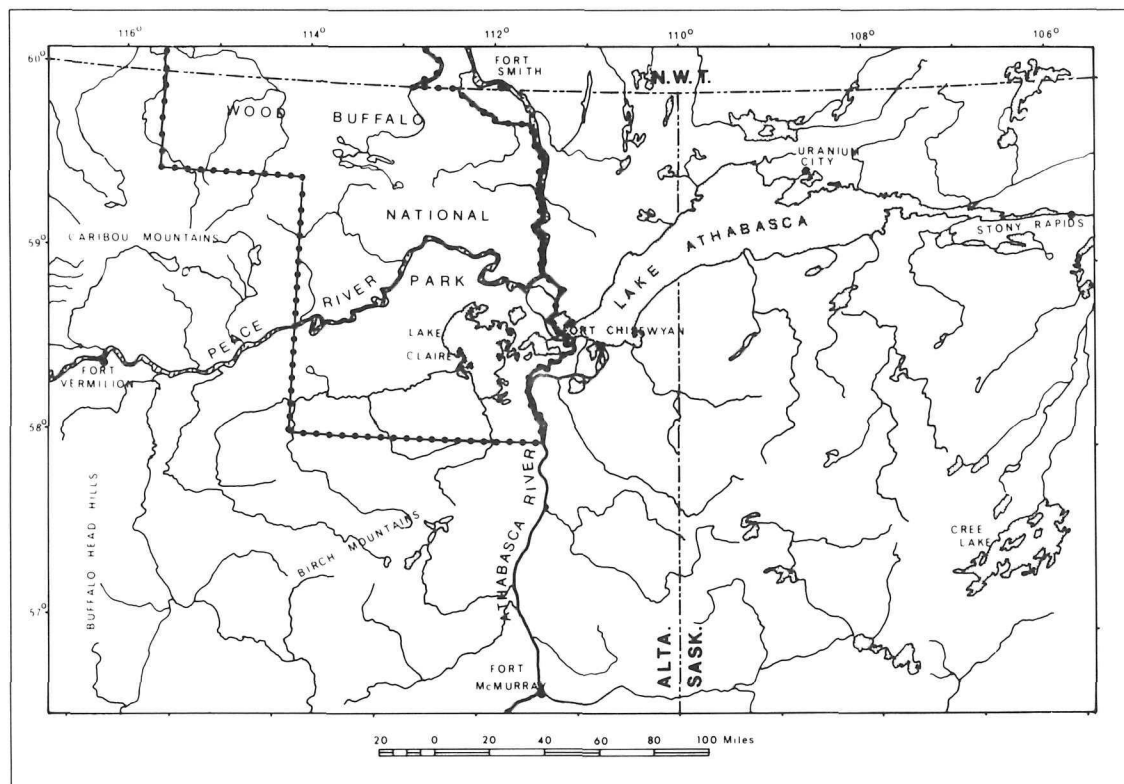 116° 114° 112° 110° 108° 106°
60°
FORT
SMITH
N.W.T.
WOOD BUFFALO
URANIUM
CITY
NATIONAL
59°
CARIBOU MOUNTAINS
LAKE ATHABASCA
STONY RAPIDS
PARK
PEACE RIVER
LAKE
CLAIRE
FORT CHIPEWYAN
FORT
VERMILION
58°
BUFFALO HEAD HILLS
BIRCH MOUNTAINS
ATHABASCA RIVER
CREE
LAKE
57°
ALTA.
SASK.
FORT
McMURRAY
20 0 20 40 60 80 100 Miles